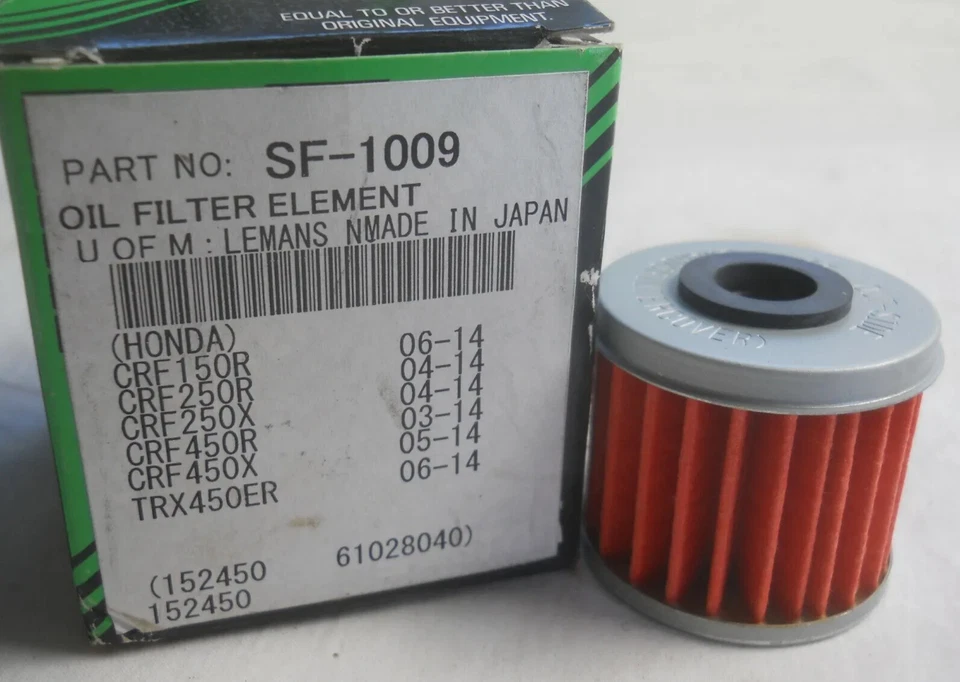 EQUAL TO OR BETTER THAN
ORIGINAL EQUIPMENT.
PART NO: SF-1009
OIL FILTER ELEMENT
U OF M : LEMANS NMADE IN JAPAN
(HONDA)
CRF150R 06-14
CRF250R 04-14
CRF250X 04-14
CRF450R 03-14
CRF450X 05-14
TRX450ER 06-14
(152450 61028040)
152450